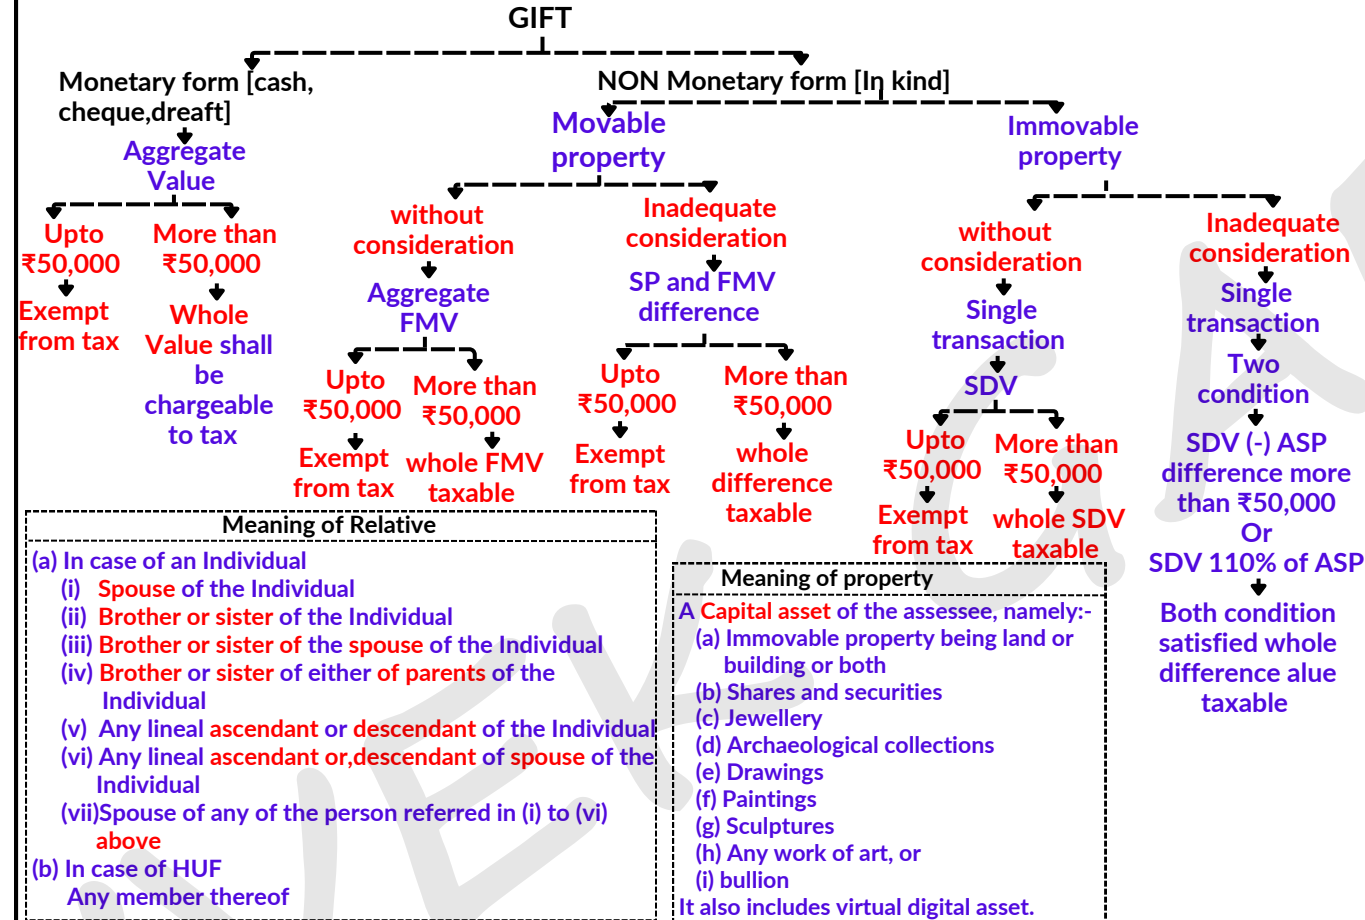 GIFT
Monetary form [cash,
cheque,dreaft]
Aggregate
Value
Upto
₹50,000
Exempt
from tax
More than
₹50,000
Whole
Value shall
be
chargeable
to tax
NON Monetary form [In kind]
Movable
property
without
consideration
Aggregate
FMV
Upto
₹50,000
Exempt
from tax
More than
₹50,000
whole FMV
taxable
Inadequate
consideration
SP and FMV
difference
Upto
₹50,000
Exempt
from tax
More than
₹50,000
whole
difference
taxable
Immovable
property
without
consideration
Single
transaction
SDV
Upto
₹50,000
Exempt
from tax
More than
₹50,000
whole SDV
taxable
Inadequate
consideration
Single
transaction
Two
condition
SDV (-) ASP
difference more
than ₹50,000
Or
SDV 110% of ASP
Both condition
satisfied whole
difference alue
taxable
Meaning of Relative
(a) In case of an Individual
(i) Spouse of the Individual
(ii) Brother or sister of the Individual
(iii) Brother or sister of the spouse of the Individual
(iv) Brother or sister of either of parents of the
Individual
(v) Any lineal ascendant or descendant of the Individual
(vi) Any lineal ascendant or,descendant of spouse of the
Individual
(vii)Spouse of any of the person referred in (i) to (vi)
above
(b) In case of HUF
Any member thereof
Meaning of property
A Capital asset of the assessee, namely:-
(a) Immovable property being land or
building or both
(b) Shares and securities
(c) Jewellery
(d) Archaeological collections
(e) Drawings
(f) Paintings
(g) Sculptures
(h) Any work of art, or
(i) bullion
It also includes virtual digital asset.